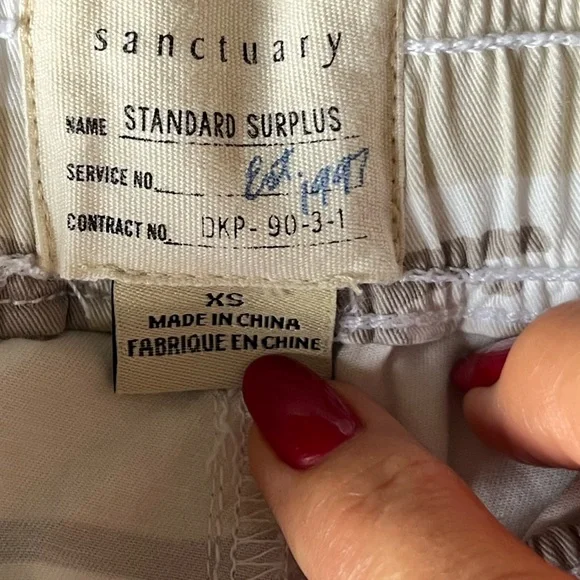 sanctuary
NAME STANDARD SURPLUS
SERVICE NO. Est. 1997
CONTRACT NO. DKP-90-3-1
XS
MADE IN CHINA
FABRIQUE EN CHINE